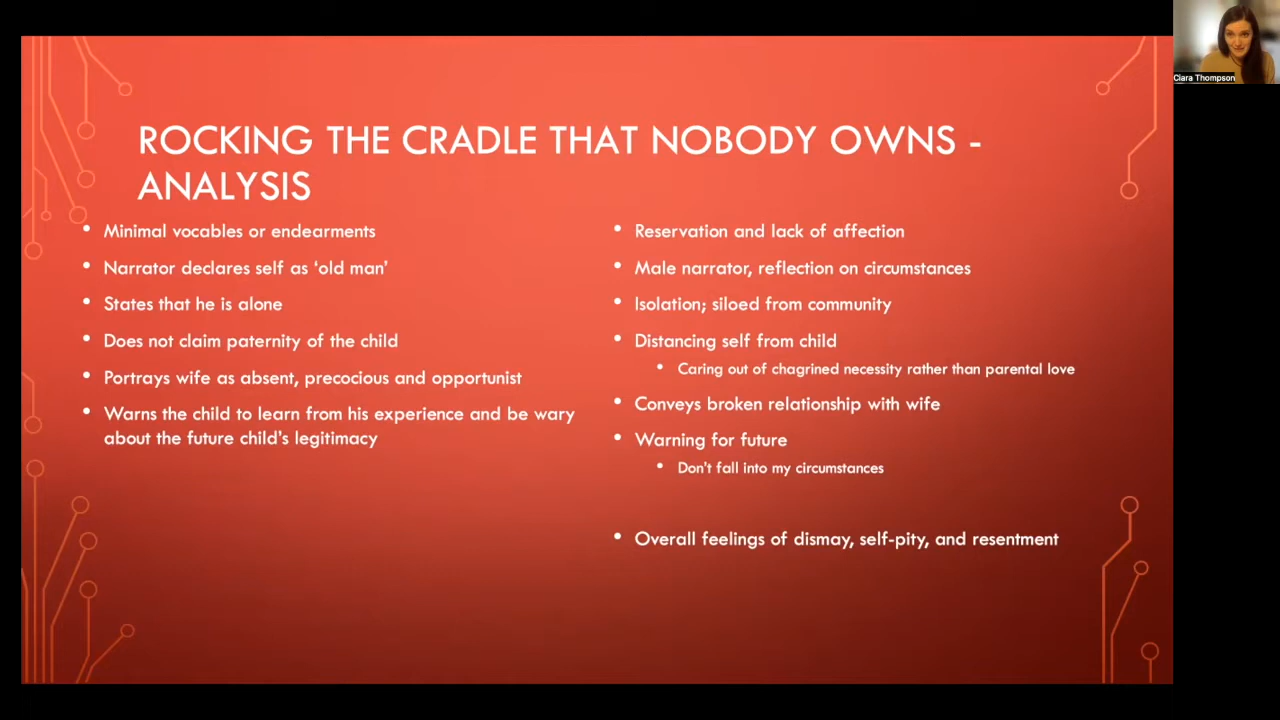 ROCKING THE CRADLE THAT NOBODY OWNS -
ANALYSIS
• Minimal vocables or endearments
• Narrator declares self as ‘old man’
• States that he is alone
• Does not claim paternity of the child
• Portrays wife as absent, precocious and opportunist
• Warns the child to learn from his experience and be wary
about the future child's legitimacy
• Reservation and lack of affection
• Male narrator, reflection on circumstances
• Isolation; siloed from community
• Distancing self from child
• Caring out of chagrined necessity rather than parental love
• Conveys broken relationship with wife
• Warning for future
• Don't fall into my circumstances
• Overall feelings of dismay, self-pity, and resentment
Ciara Thompson